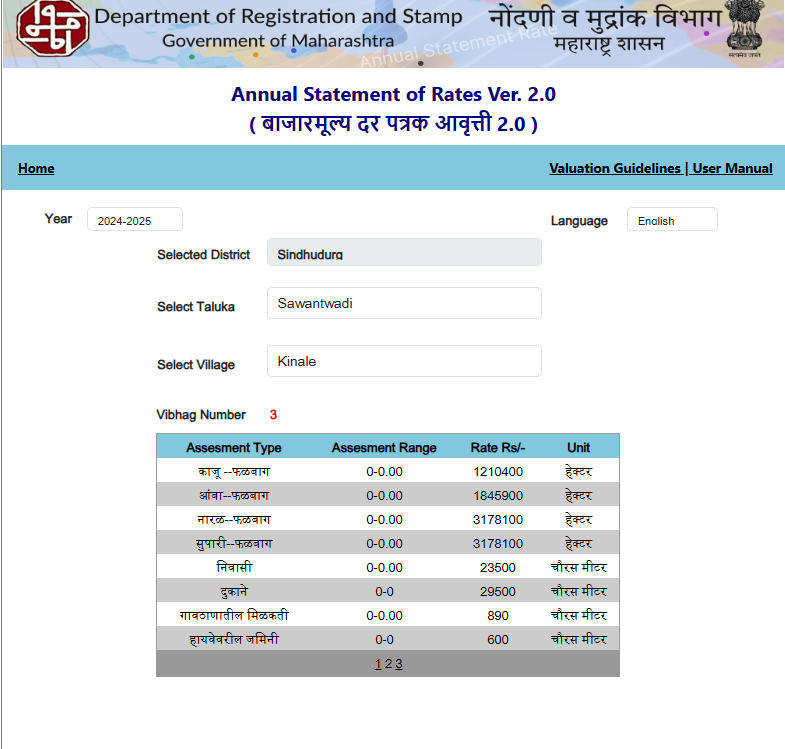 Department of Registration and Stamp
Government of Maharashtra
नोंदणी व मुद्रांक विभाग
महाराष्ट्र शासन
सत्यमेव जयते
Annual Statement Rate
Annual Statement of Rates Ver. 2.0
( बाजारमूल्य दर पत्रक आवृत्ती 2.0 )
Home Valuation Guidelines | User Manual
Year 2024-2025 Language English
Selected District Sindhudurg
Select Taluka Sawantwadi
Select Village Kinale
Vibhag Number 3
Assesment Type Assesment Range Rate Rs/- Unit
काजू --फळबाग 0-0.00 1210400 हेक्टर
आंबा--फळबाग 0-0.00 1845900 हेक्टर
नारळ--फळबाग 0-0.00 3178100 हेक्टर
सुपारी--फळबाग 0-0.00 3178100 हेक्टर
निवासी 0-0.00 23500 चौरस मीटर
दुकाने 0-0 29500 चौरस मीटर
गावठाणातील मिळकती 0-0.00 890 चौरस मीटर
हायवेवरील जमिनी 0-0 600 चौरस मीटर
1 2 3